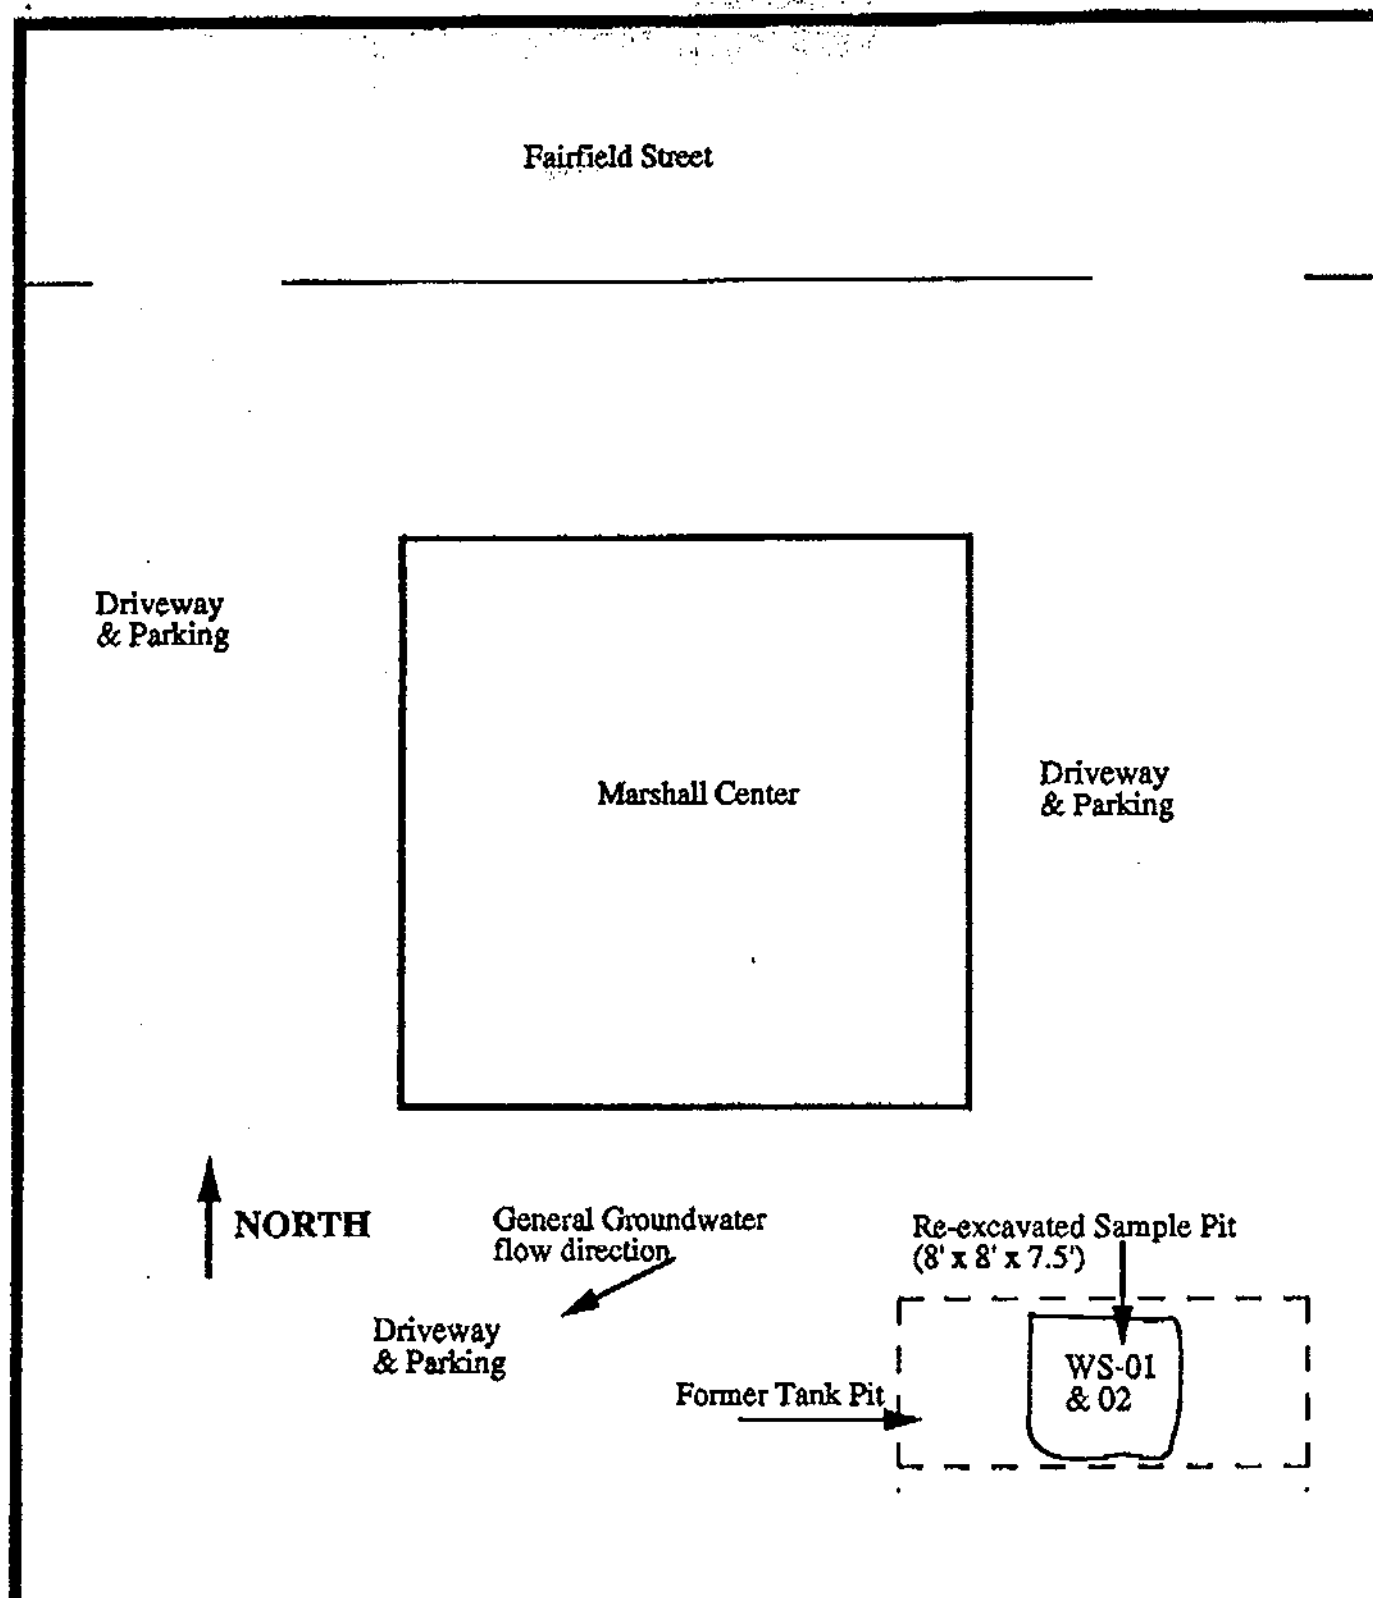 Fairfield Street
Driveway
& Parking
Marshall Center
Driveway
& Parking
NORTH
General Groundwater
flow direction
Driveway
& Parking
Re-excavated Sample Pit
(8' x 8' x 7.5')
WS-01
& 02
Former Tank Pit